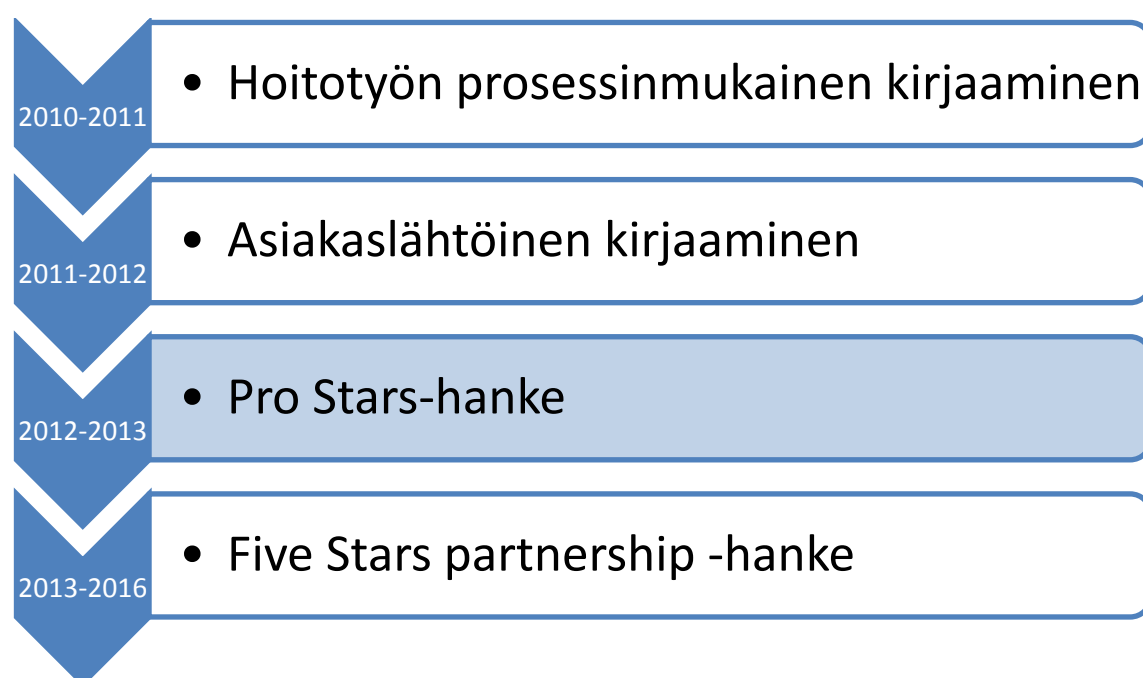 2010-2011
• Hoitotyön prosessinmukainen kirjaaminen
2011-2012
• Asiakaslähtöinen kirjaaminen
2012-2013
• Pro Stars-hanke
2013-2016
• Five Stars partnership -hanke